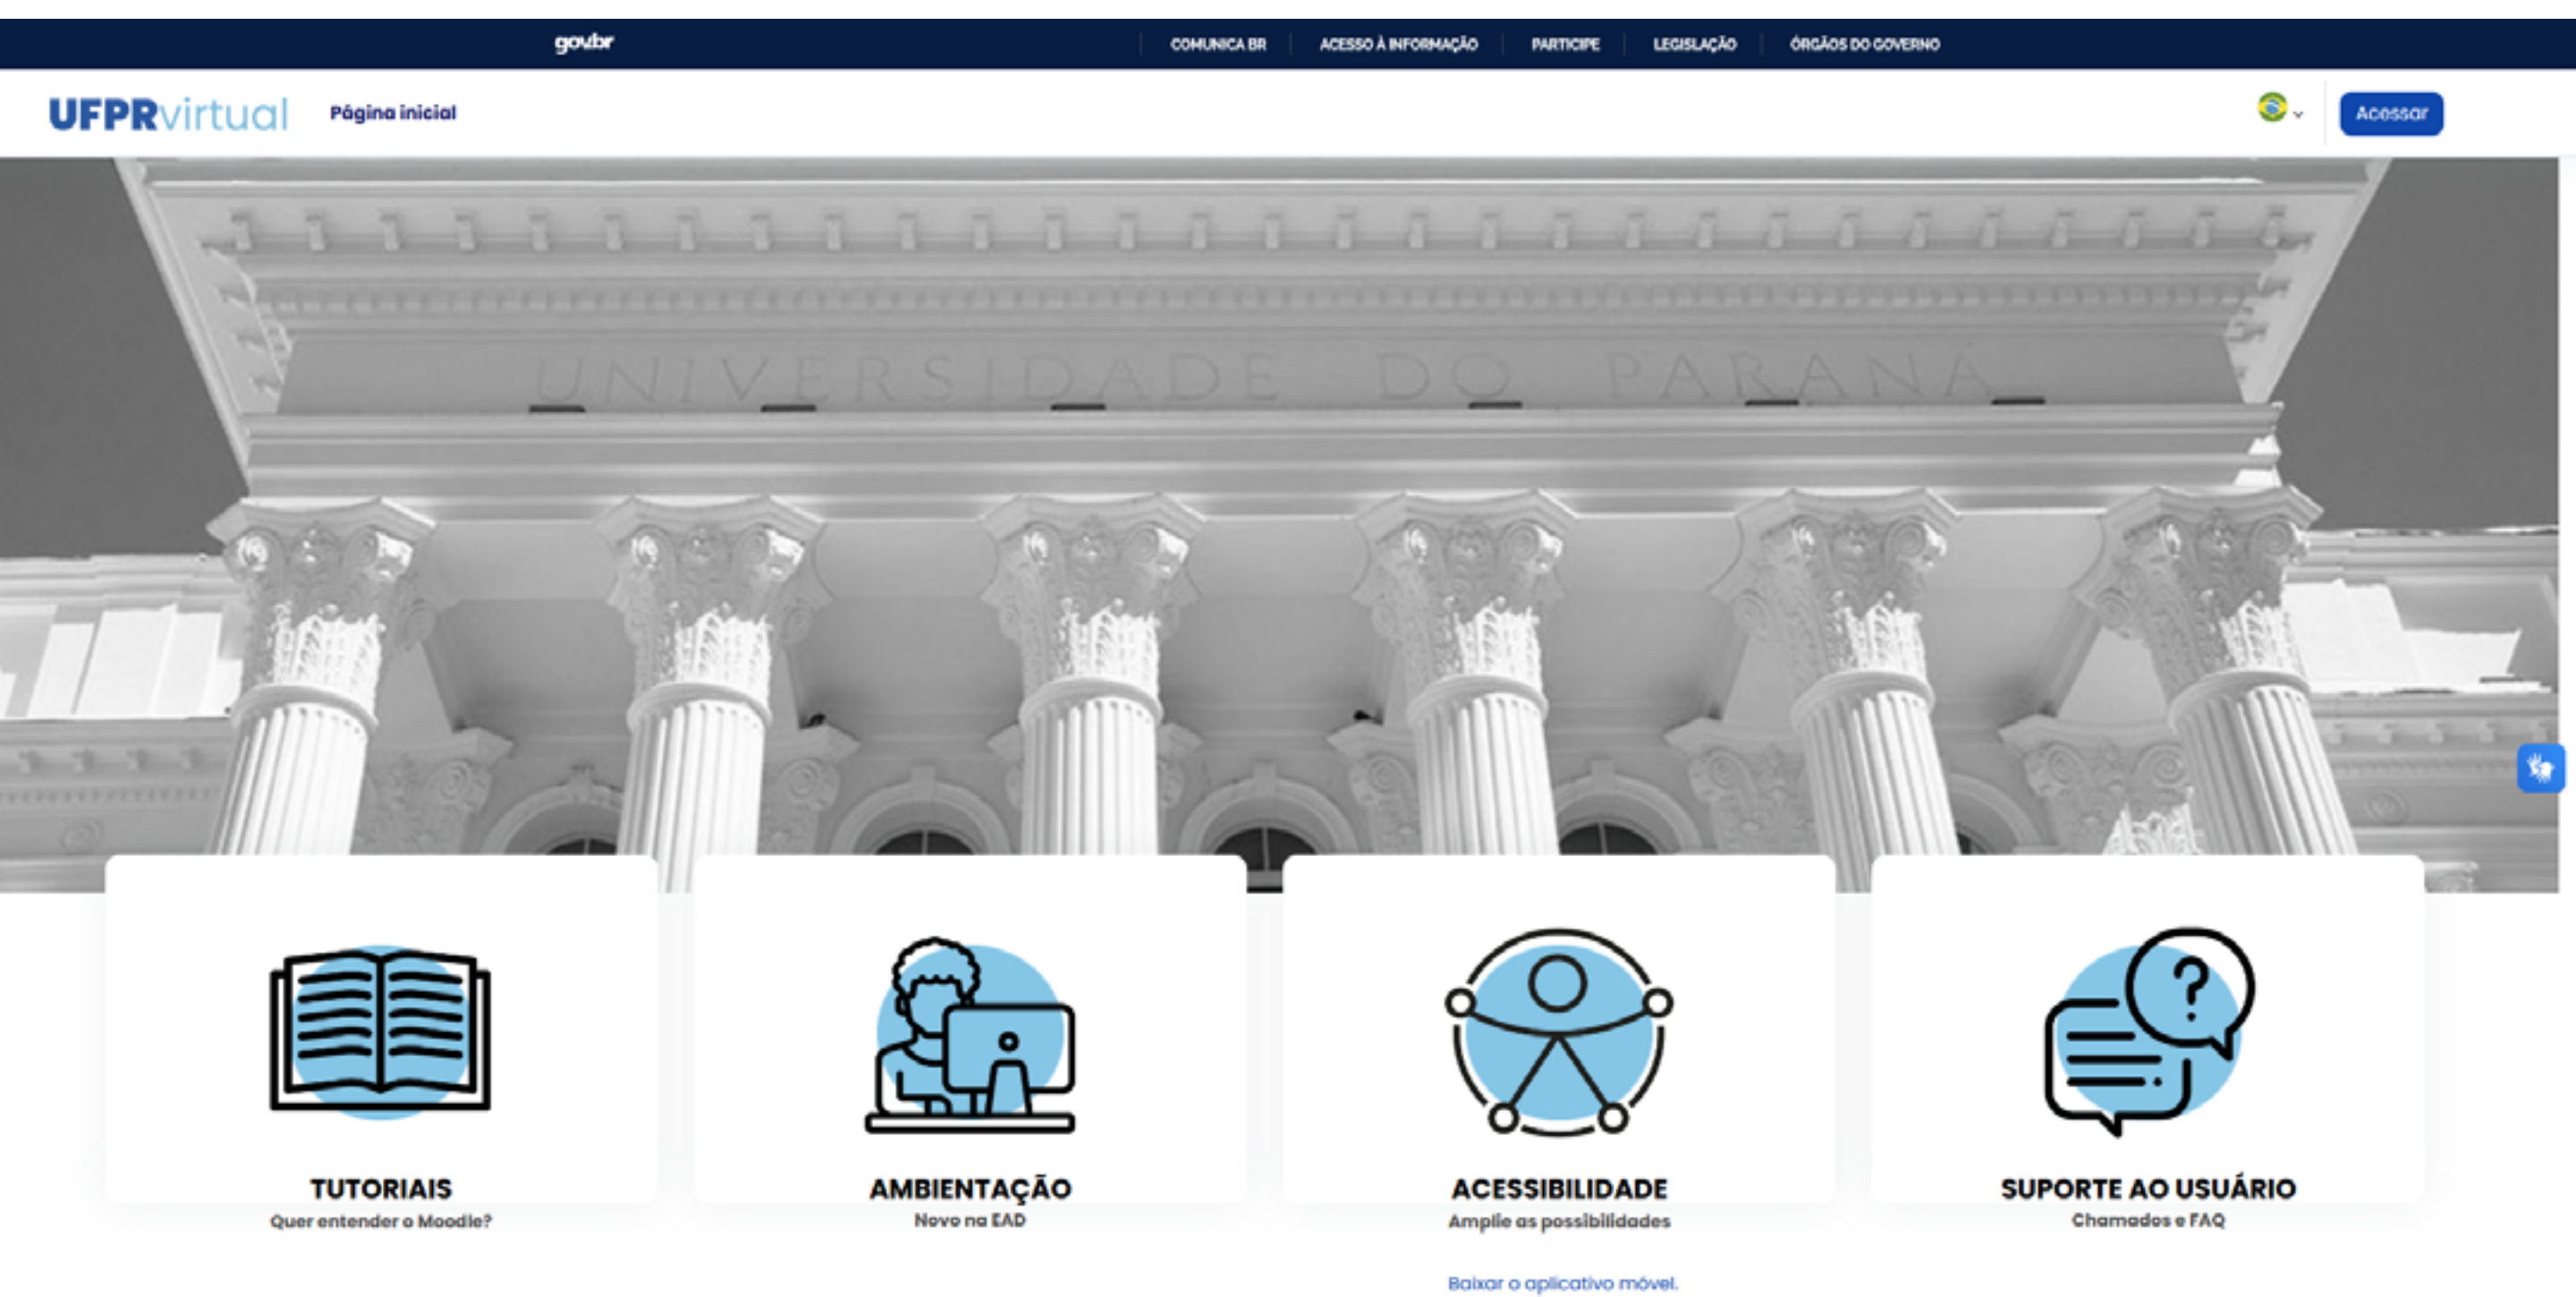 gov.br
COMUNICA BR
ACESSO À INFORMAÇÃO
PARTICIPE
LEGISLAÇÃO
ÓRGÃOS DO GOVERNO
UFPRvirtual
Página inicial
Acessar
UNIVERSIDADE DO PARANÁ
?
TUTORIAIS
Quer entender o Moodle?
AMBIENTAÇÃO
Novo na EAD
ACESSIBILIDADE
Amplie as possibilidades
SUPORTE AO USUÁRIO
Chamados e FAQ
Baixar o aplicativo móvel.